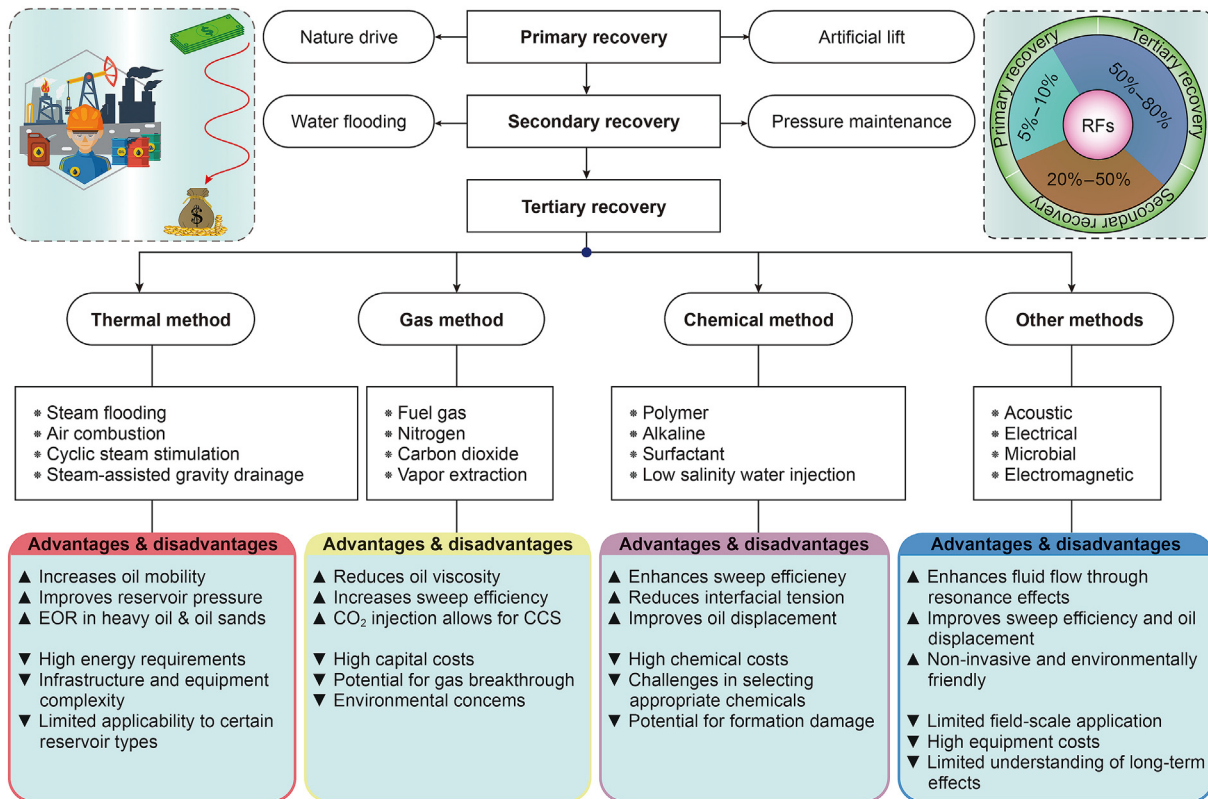 Nature drive
Primary recovery
Artificial lift
Water flooding
Secondary recovery
Pressure maintenance
Tertiary recovery
$
$
Primary recovery
Tertiary recovery
Secondar recovery
5%–10%
50%–80%
20%–50%
RFs
Thermal method
Gas method
Chemical method
Other methods
Steam flooding
Air combustion
Cyclic steam stimulation
Steam-assisted gravity drainage
Fuel gas
Nitrogen
Carbon dioxide
Vapor extraction
Polymer
Alkaline
Surfactant
Low salinity water injection
Acoustic
Electrical
Microbial
Electromagnetic
Advantages & disadvantages
▲ Increases oil mobility
▲ Improves reservoir pressure
▲ EOR in heavy oil & oil sands
▼ High energy requirements
▼ Infrastructure and equipment
complexity
▼ Limited applicability to certain
reservoir types
Advantages & disadvantages
▲ Reduces oil viscosity
▲ Increases sweep efficiency
▲ CO₂ injection allows for CCS
▼ High capital costs
▼ Potential for gas breakthrough
▼ Environmental concerns
Advantages & disadvantages
▲ Enhances sweep efficieney
▲ Reduces interfacial tension
▲ Improves oil displacement
▼ High chemical costs
▼ Challenges in selecting
appropriate chemicals
▼ Potential for formation damage
Advantages & disadvantages
▲ Enhances fluid flow through
resonance effects
▲ Improves sweep efficiency and oil
displacement
▲ Non-invasive and environmentally
friendly
▼ Limited field-scale application
▼ High equipment costs
▼ Limited understanding of long-term
effects